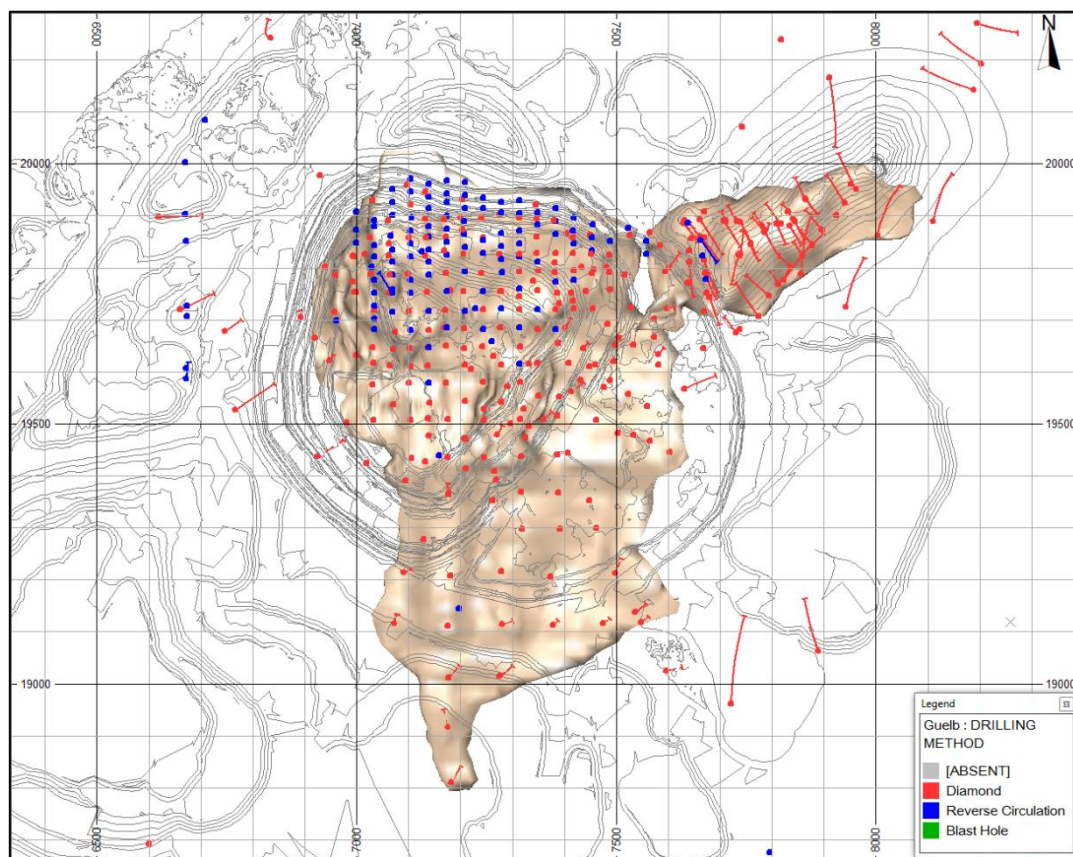 6500
7000
7500
8000
N
20000
20000
19500
19500
19000
19000
6500
7000
7500
8000
Legend
Guelb : DRILLING
METHOD
[ABSENT]
Diamond
Reverse Circulation
Blast Hole